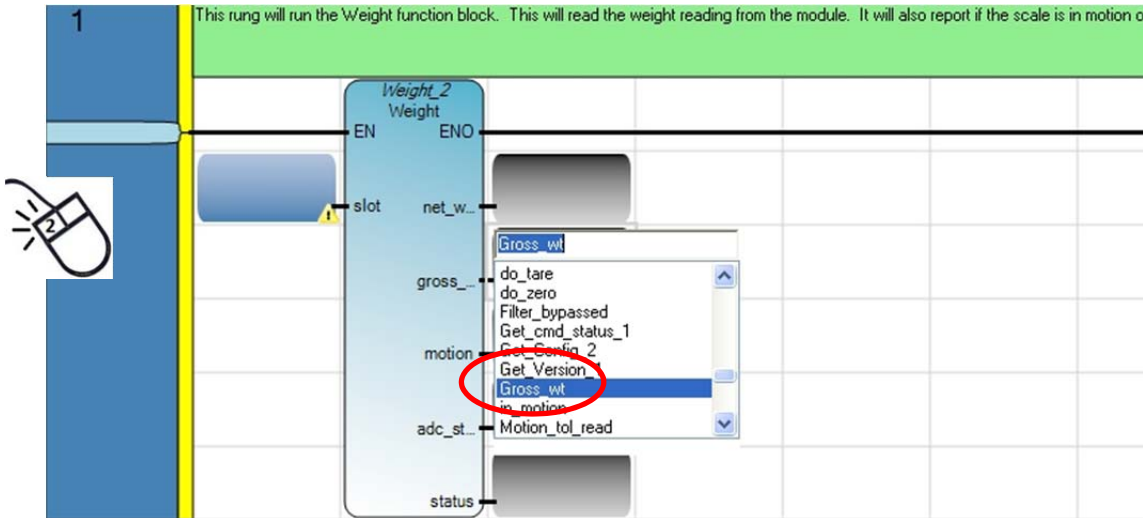 1
This rung will run the Weight function block. This will read the weight reading from the module. It will also report if the scale is in motion o
Weight_2
Weight
EN ENO
slot net_w...
2
Gross_wt
gross_... do_tare
do_zero
Filter_bypassed
Get_cmd_status_1
motion Get_Config_2
Get_Version_1
Gross_wt
in_motion
adc_st... Motion_tol_read
status